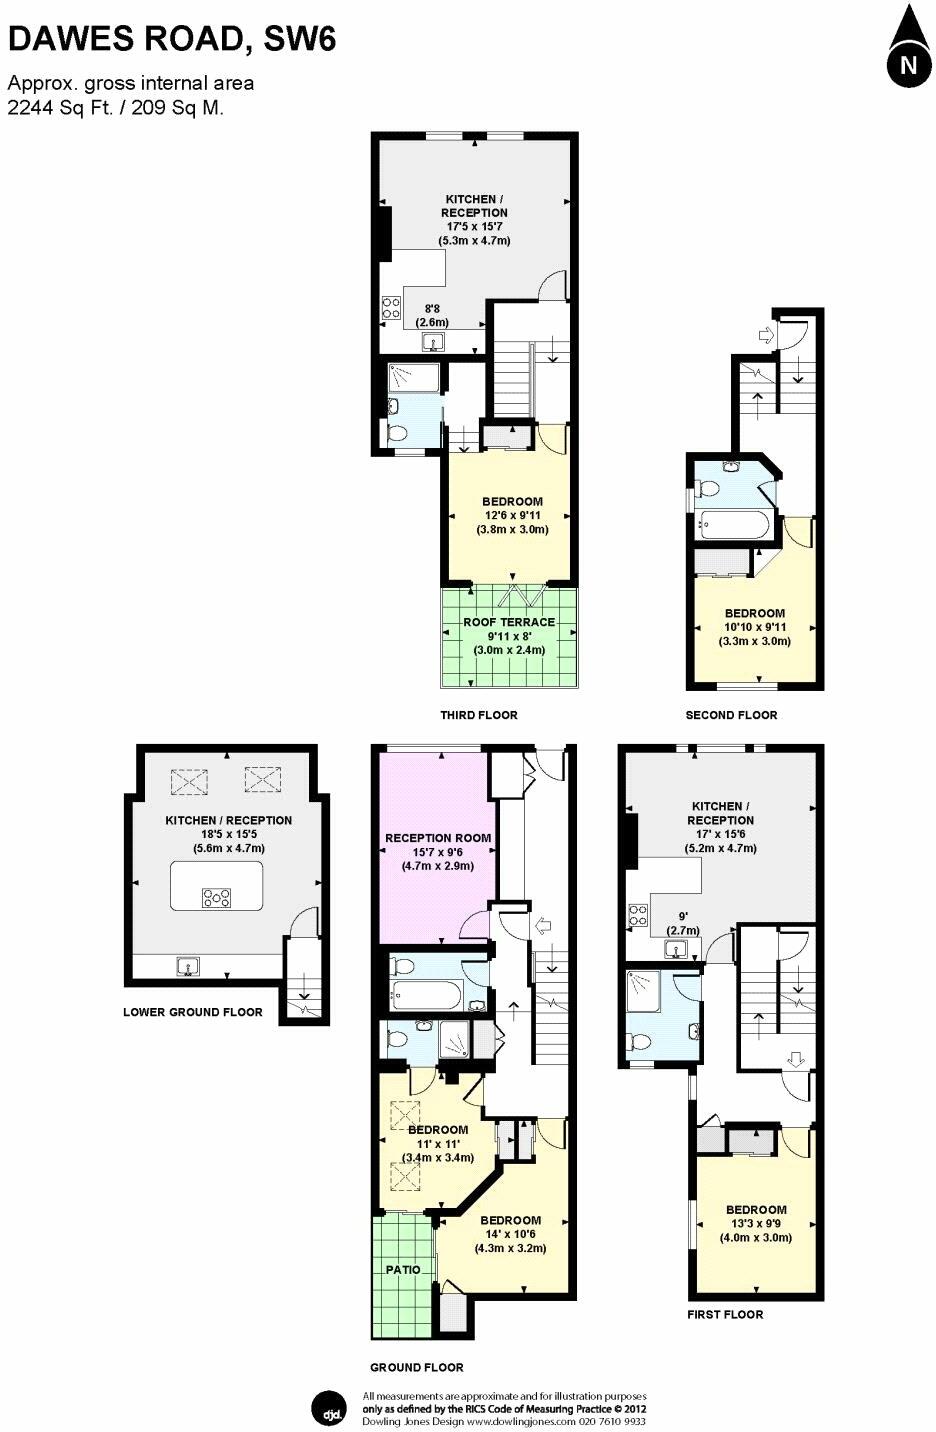 DAWES ROAD, SW6
Approx. gross internal area
2244 Sq Ft. / 209 Sq M.
N
KITCHEN /
RECEPTION
17'5 x 15'7
(5.3m x 4.7m)
8'8
(2.6m)
BEDROOM
12'6 x 9'11
(3.8m x 3.0m)
ROOF TERRACE
9'11 x 8'
(3.0m x 2.4m)
THIRD FLOOR
BEDROOM
10'10 x 9'11
(3.3m x 3.0m)
SECOND FLOOR
KITCHEN / RECEPTION
18'5 x 15'5
(5.6m x 4.7m)
LOWER GROUND FLOOR
RECEPTION ROOM
15'7 x 9'6
(4.7m x 2.9m)
BEDROOM
11' x 11'
(3.4m x 3.4m)
BEDROOM
14' x 10'6
(4.3m x 3.2m)
PATIO
GROUND FLOOR
KITCHEN /
RECEPTION
17' x 15'6
(5.2m x 4.7m)
9'
(2.7m)
BEDROOM
13'3 x 9'9
(4.0m x 3.0m)
FIRST FLOOR
djd.
All measurements are approximate and for illustration purposes
only as defined by the RICS Code of Measuring Practice © 2012
Dowling Jones Design www.dowlingjones.com 020 7610 9933